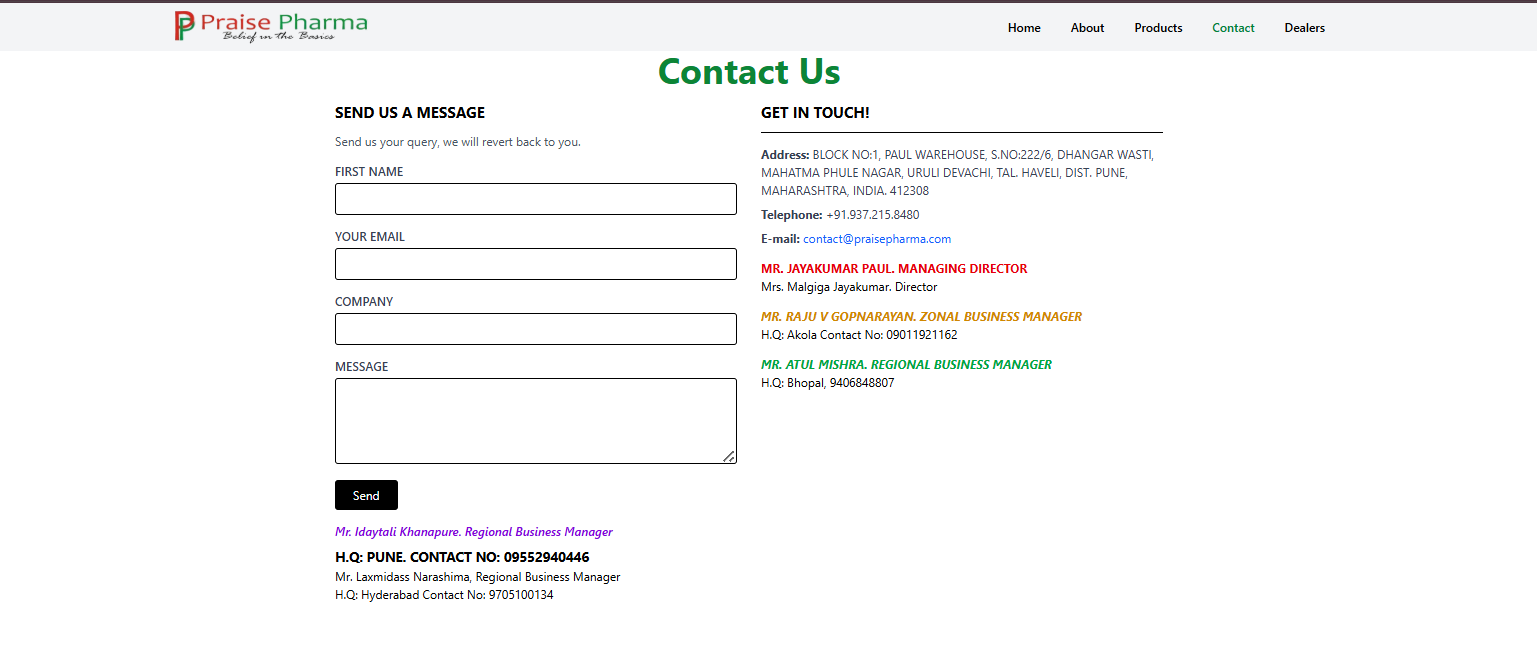 Praise Pharma
Belief in the Basics
Home
About
Products
Contact
Dealers
Contact Us
SEND US A MESSAGE
Send us your query, we will revert back to you.
FIRST NAME
YOUR EMAIL
COMPANY
MESSAGE
Send
Mr. Idaytali Khanapure. Regional Business Manager
H.Q: PUNE. CONTACT NO: 09552940446
Mr. Laxmidass Narashima, Regional Business Manager
H.Q: Hyderabad Contact No: 9705100134
GET IN TOUCH!
Address: BLOCK NO:1, PAUL WAREHOUSE, S.NO:222/6, DHANGAR WASTI,
MAHATMA PHULE NAGAR, URULI DEVACHI, TAL. HAVELI, DIST. PUNE,
MAHARASHTRA, INDIA. 412308
Telephone: +91.937.215.8480
E-mail: contact@praisepharma.com
MR. JAYAKUMAR PAUL. MANAGING DIRECTOR
Mrs. Malgiga Jayakumar. Director
MR. RAJU V GOPNARAYAN. ZONAL BUSINESS MANAGER
H.Q: Akola Contact No: 09011921162
MR. ATUL MISHRA. REGIONAL BUSINESS MANAGER
H.Q: Bhopal, 9406848807